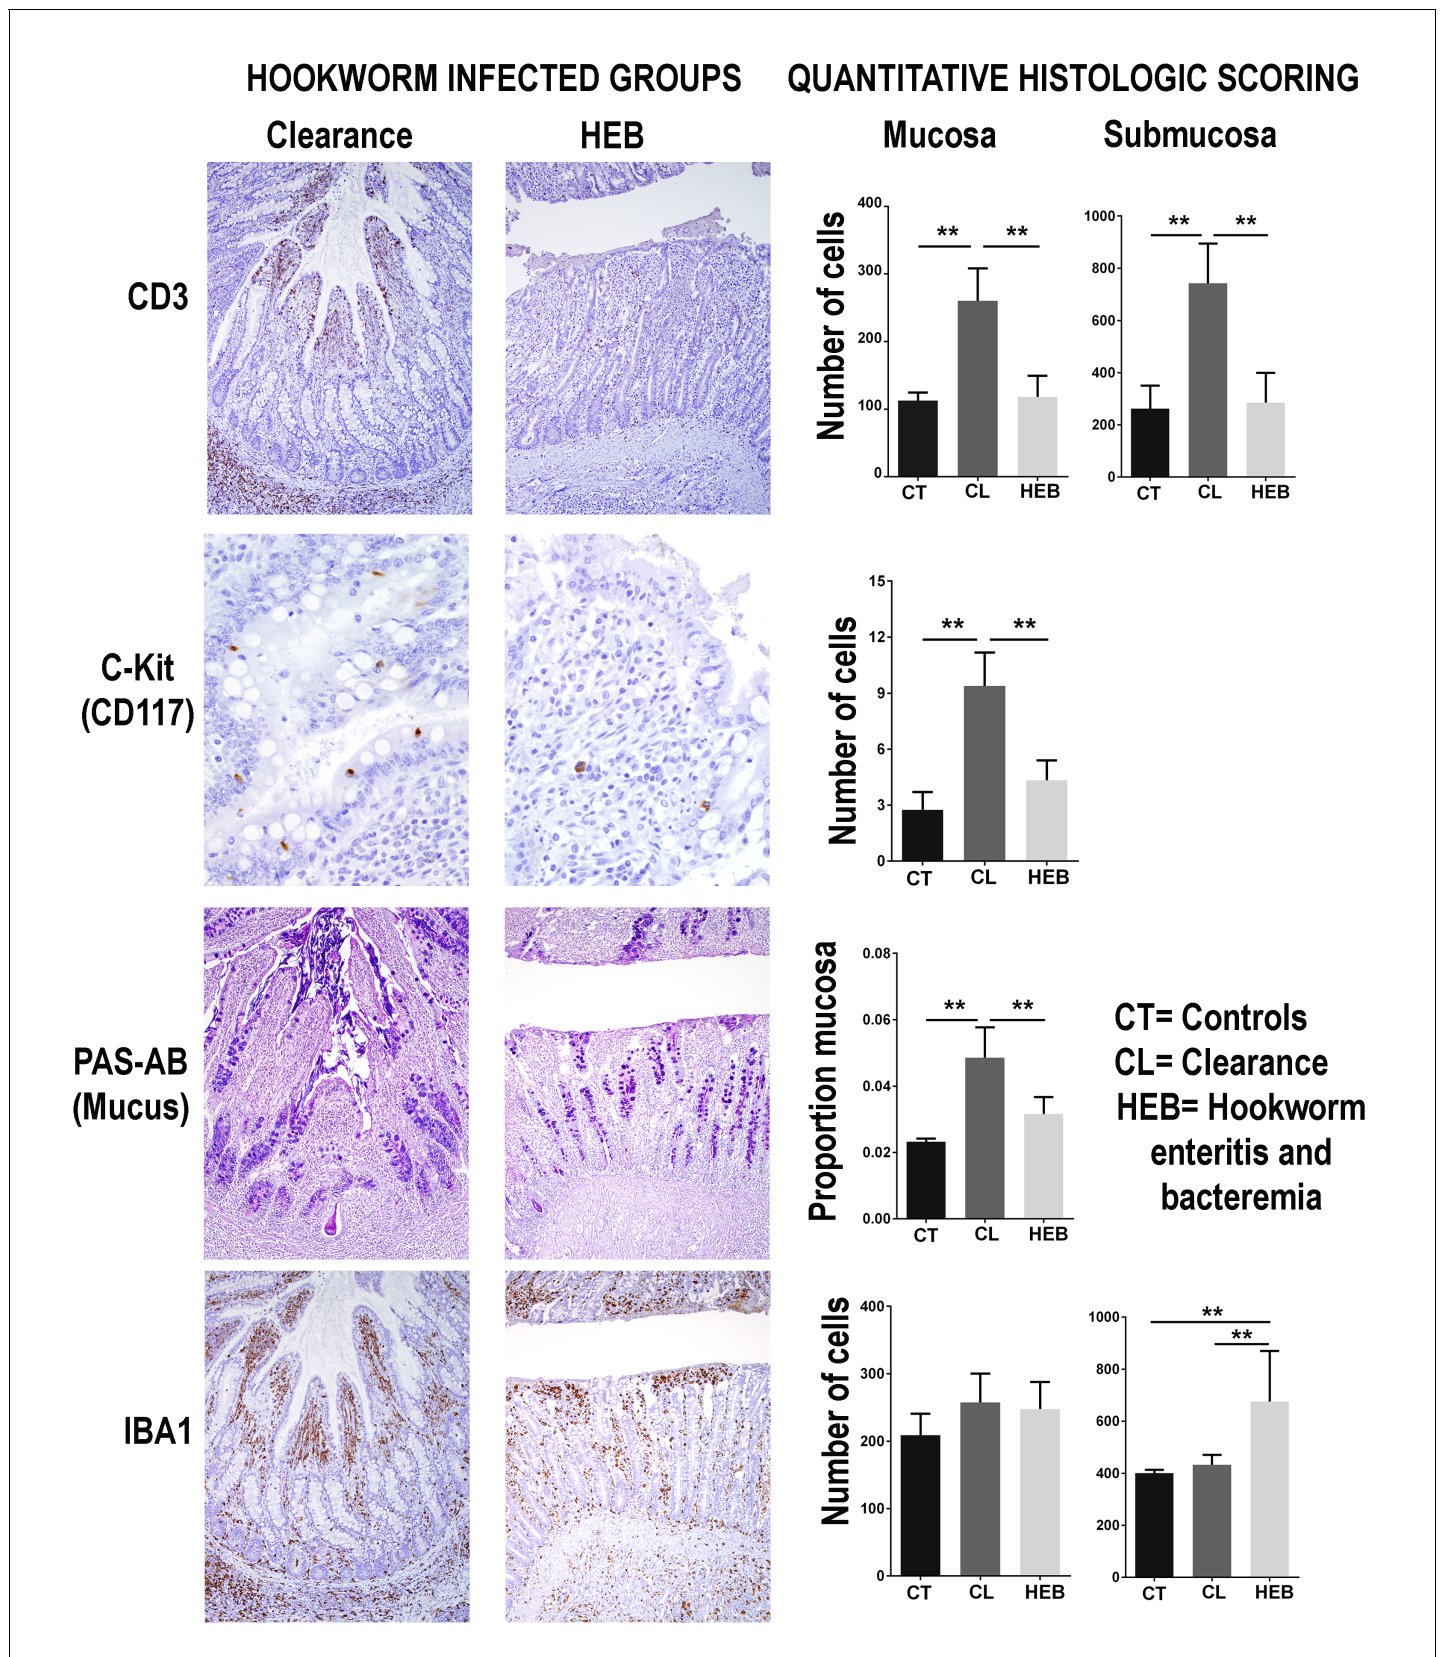 HOOKWORM INFECTED GROUPS
QUANTITATIVE HISTOLOGIC SCORING
Clearance
HEB
Mucosa
Submucosa
CD3
Number of cells
400
300
200
100
0
**
**
CT
CL
HEB
1000
800
600
400
200
0
**
**
CT
CL
HEB
C-Kit
(CD117)
Number of cells
15
12
9
6
3
0
**
**
CT
CL
HEB
PAS-AB
(Mucus)
Proportion mucosa
0.08
0.06
0.04
0.02
0.00
**
**
CT
CL
HEB
CT= Controls
CL= Clearance
HEB= Hookworm
enteritis and
bacteremia
IBA1
Number of cells
400
300
200
100
0
CT
CL
HEB
1000
800
600
400
200
0
**
**
CT
CL
HEB